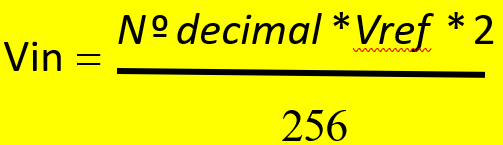 Nº decimal * Vref * 2
Vin =
256